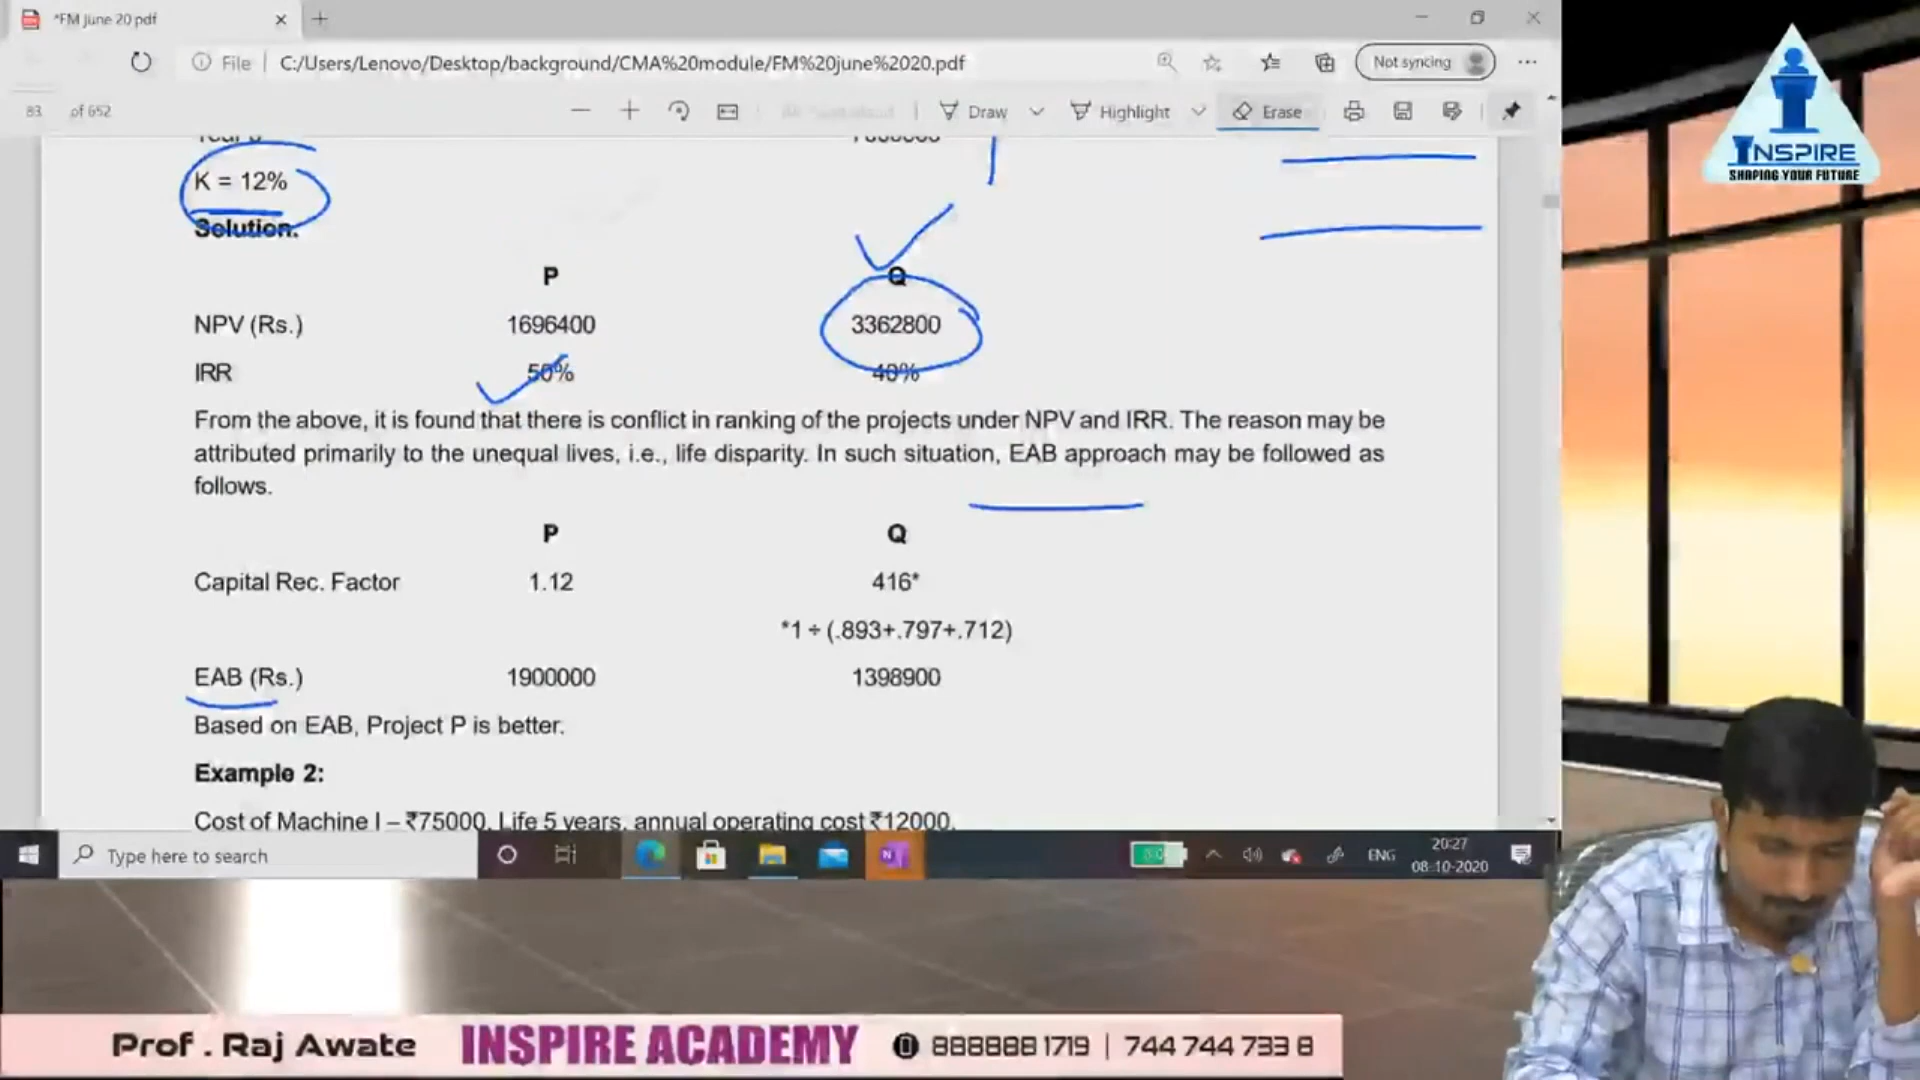 *FM June 20 pdf
File C:/Users/Lenovo/Desktop/background/CMA%20module/FM%20june%2020.pdf Not syncing
83 of 652 Draw Highlight Erase
K = 12%
Solution.
P Q
NPV (Rs.) 1696400 3362800
IRR 50% 40%
From the above, it is found that there is conflict in ranking of the projects under NPV and IRR. The reason may be
attributed primarily to the unequal lives, i.e., life disparity. In such situation, EAB approach may be followed as
follows.
P Q
Capital Rec. Factor 1.12 416*
*1 ÷ (.893+.797+.712)
EAB (Rs.) 1900000 1398900
Based on EAB, Project P is better.
Example 2:
Cost of Machine I – ₹75000, Life 5 years, annual operating cost ₹12000.
Type here to search ENG 20:27
08-10-2020
INSPIRE
SHAPING YOUR FUTURE
Prof . Raj Awate INSPIRE ACADEMY 888888 1719 | 744 744 733 8